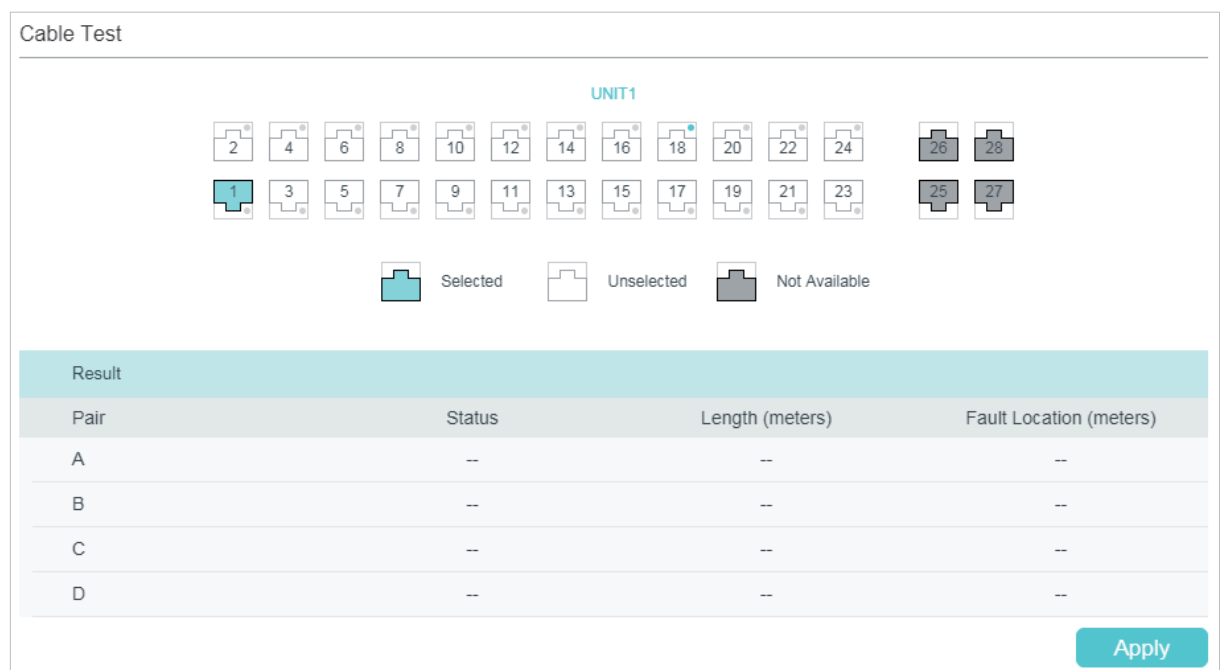 Cable Test
UNIT1
2 4 6 8 10 12 14 16 18 20 22 24 26 28
1 3 5 7 9 11 13 15 17 19 21 23 25 27
Selected Unselected Not Available
Result
Pair Status Length (meters) Fault Location (meters)
A -- -- --
B -- -- --
C -- -- --
D -- -- --
Apply